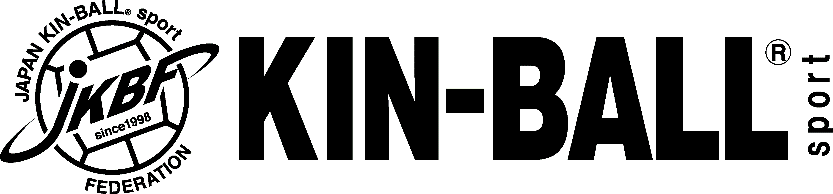 JAPAN KIN-BALL® sport
JKBF
since1998
FEDERATION
KIN-BALL®
sport